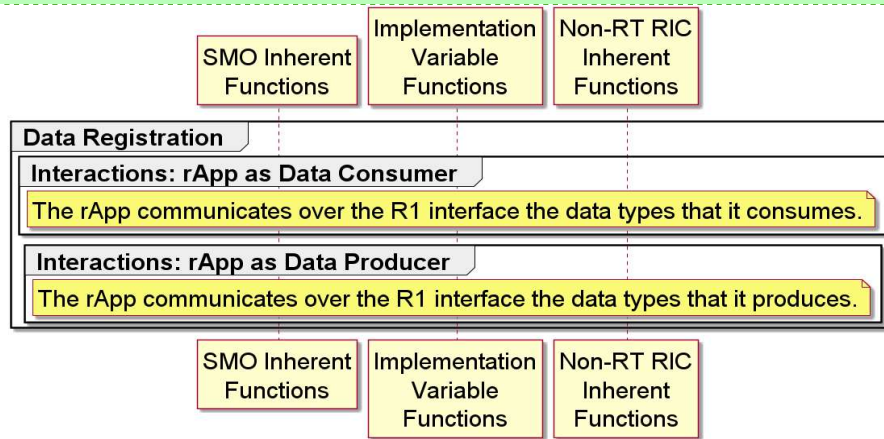 SMO Inherent
Functions
Implementation
Variable
Functions
Non-RT RIC
Inherent
Functions
Data Registration
Interactions: rApp as Data Consumer
The rApp communicates over the R1 interface the data types that it consumes.
Interactions: rApp as Data Producer
The rApp communicates over the R1 interface the data types that it produces.
SMO Inherent
Functions
Implementation
Variable
Functions
Non-RT RIC
Inherent
Functions